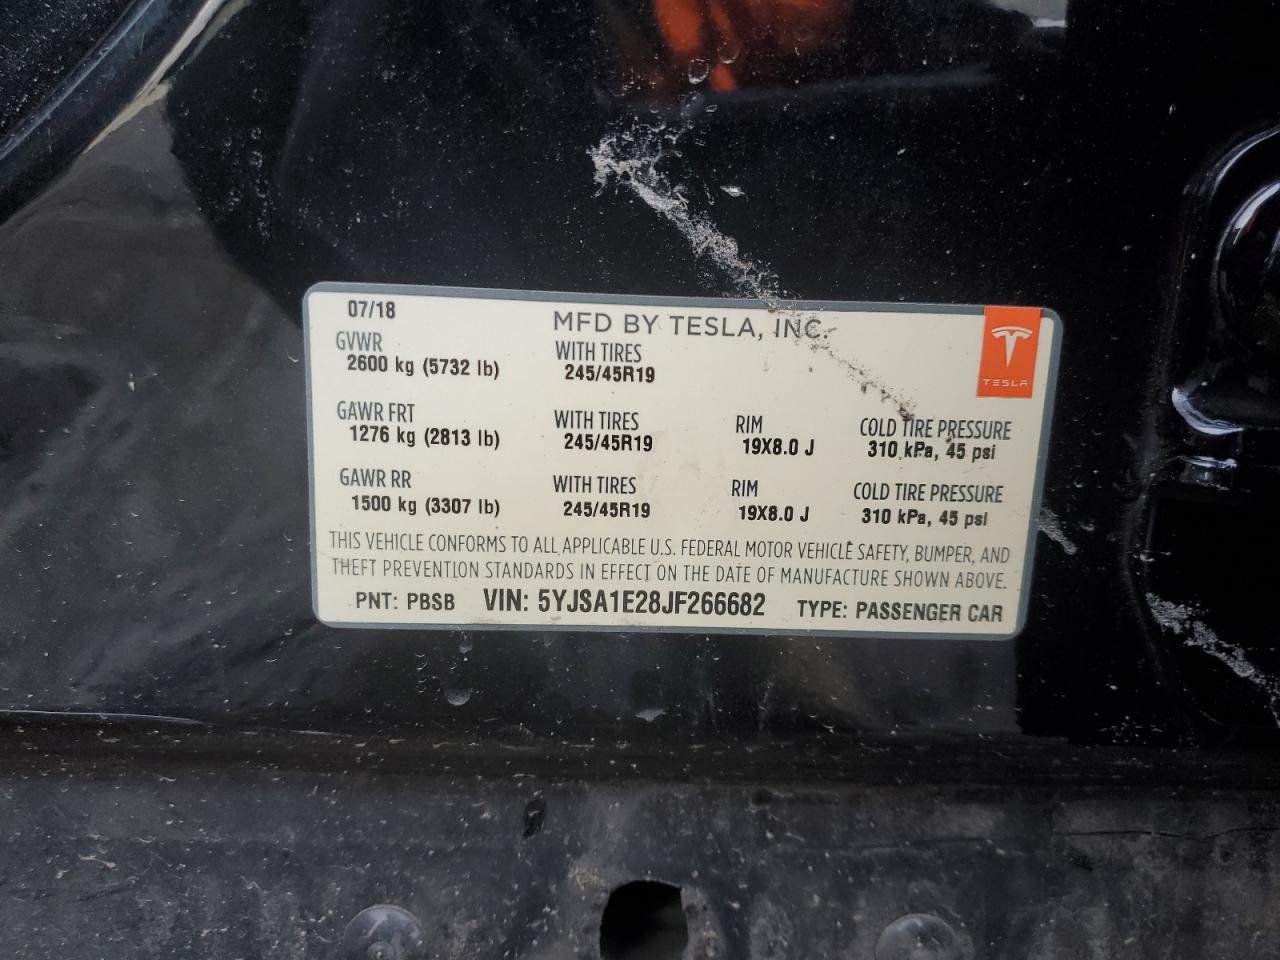 07/18
MFD BY TESLA, INC.
GVWR
2600 kg (5732 lb)
WITH TIRES
245/45R19
TESLA
GAWR FRT
1276 kg (2813 lb)
WITH TIRES
245/45R19
RIM
19X8.0 J
COLD TIRE PRESSURE
310 kPa, 45 psi
GAWR RR
1500 kg (3307 lb)
WITH TIRES
245/45R19
RIM
19X8.0 J
COLD TIRE PRESSURE
310 kPa, 45 psi
THIS VEHICLE CONFORMS TO ALL APPLICABLE U.S. FEDERAL MOTOR VEHICLE SAFETY, BUMPER, AND
THEFT PREVENTION STANDARDS IN EFFECT ON THE DATE OF MANUFACTURE SHOWN ABOVE.
PNT: PBSB VIN: 5YJSA1E28JF266682 TYPE: PASSENGER CAR